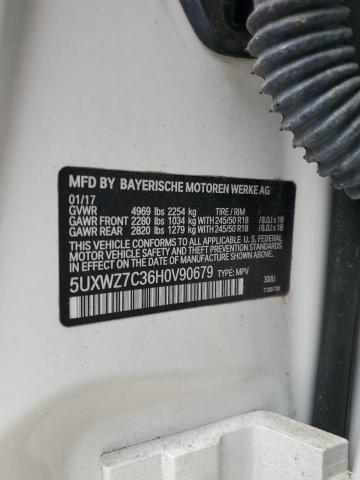 MFD BY BAYERISCHE MOTOREN WERKE AG
01/17
GVWR 4969 lbs 2254 kg TIRE / RIM
GAWR FRONT 2280 lbs 1034 kg WITH 245/50 R18 / 8.0J x 18
GAWR REAR 2820 lbs 1279 kg WITH 245/50 R18 / 8.0J x 18
THIS VEHICLE CONFORMS TO ALL APPLICABLE U.S. FEDERAL
MOTOR VEHICLE SAFETY
STANDARDS IN EFFECT ON THE DATE OF MANUFACTURE SHOWN ABOVE.
5UXWZ7C36H0V90679 TYPE: MPV 300U